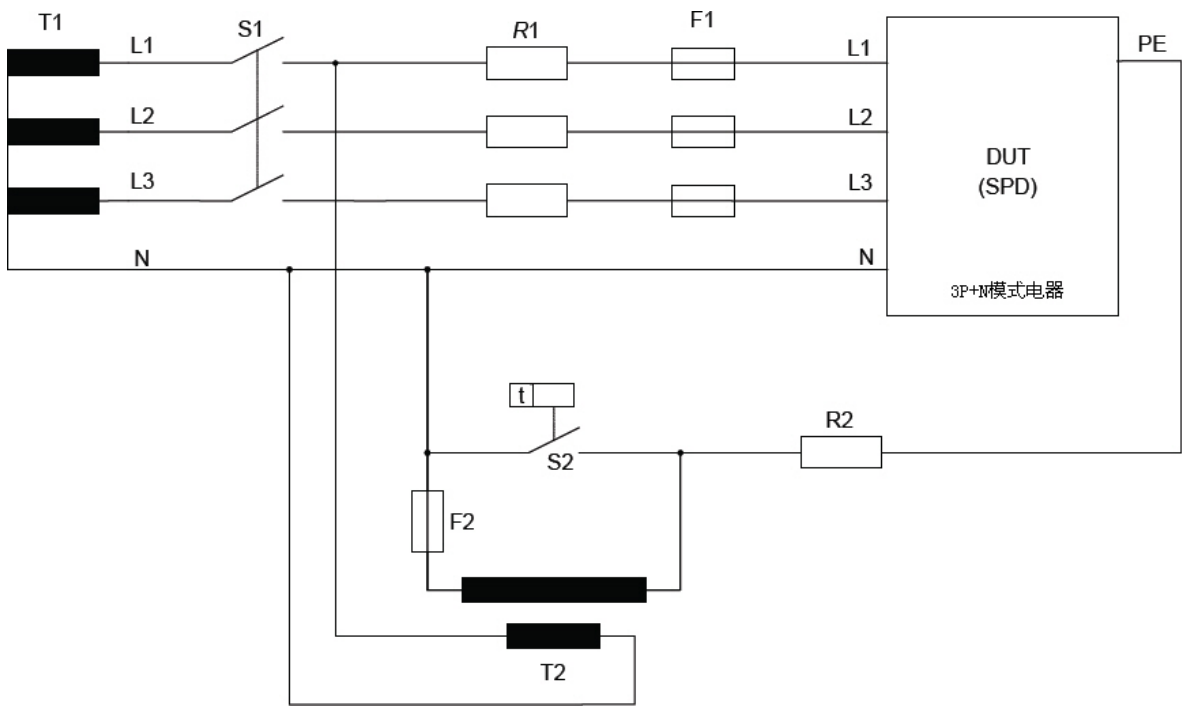 T1
L1
S1
R1
F1
L1
PE
L2
L2
L3
L3
DUT
(SPD)
N
N
3P+N模式电器
t
S2
R2
F2
T2